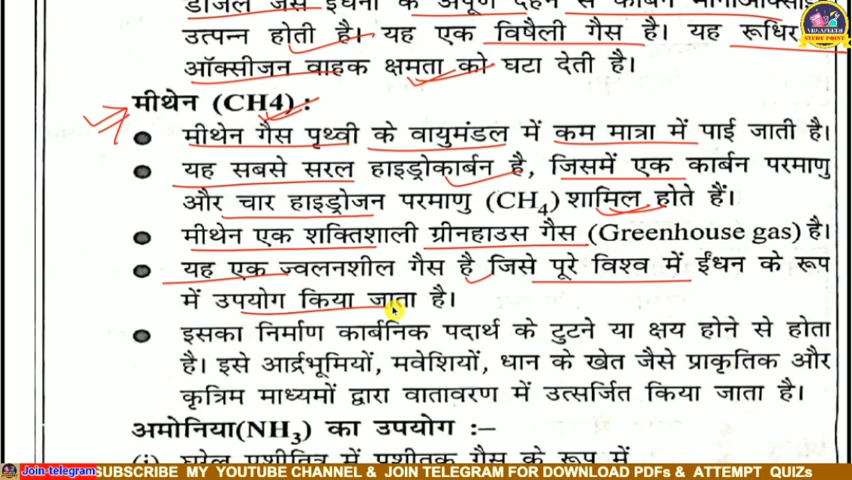 उत्पन्न होती है। यह एक विषैली गैस है। यह रूधिर
ऑक्सीजन वाहक क्षमता को घटा देती है।
मीथेन (CH4) :
● मीथेन गैस पृथ्वी के वायुमंडल में कम मात्रा में पाई जाती है।
● यह सबसे सरल हाइड्रोकार्बन है, जिसमें एक कार्बन परमाणु
और चार हाइड्रोजन परमाणु (CH₄) शामिल होते हैं।
● मीथेन एक शक्तिशाली ग्रीनहाउस गैस (Greenhouse gas) है।
● यह एक ज्वलनशील गैस है जिसे पूरे विश्व में ईंधन के रूप
में उपयोग किया जाता है।
● इसका निर्माण कार्बनिक पदार्थ के टुटने या क्षय होने से होता
है। इसे आर्द्रभूमियों, मवेशियों, धान के खेत जैसे प्राकृतिक और
कृत्रिम माध्यमों द्वारा वातावरण में उत्सर्जित किया जाता है।
अमोनिया(NH₃) का उपयोग :–
Join-telegram SUBSCRIBE MY YOUTUBE CHANNEL & JOIN TELEGRAM FOR DOWNLOAD PDFs & ATTEMPT QUIZs